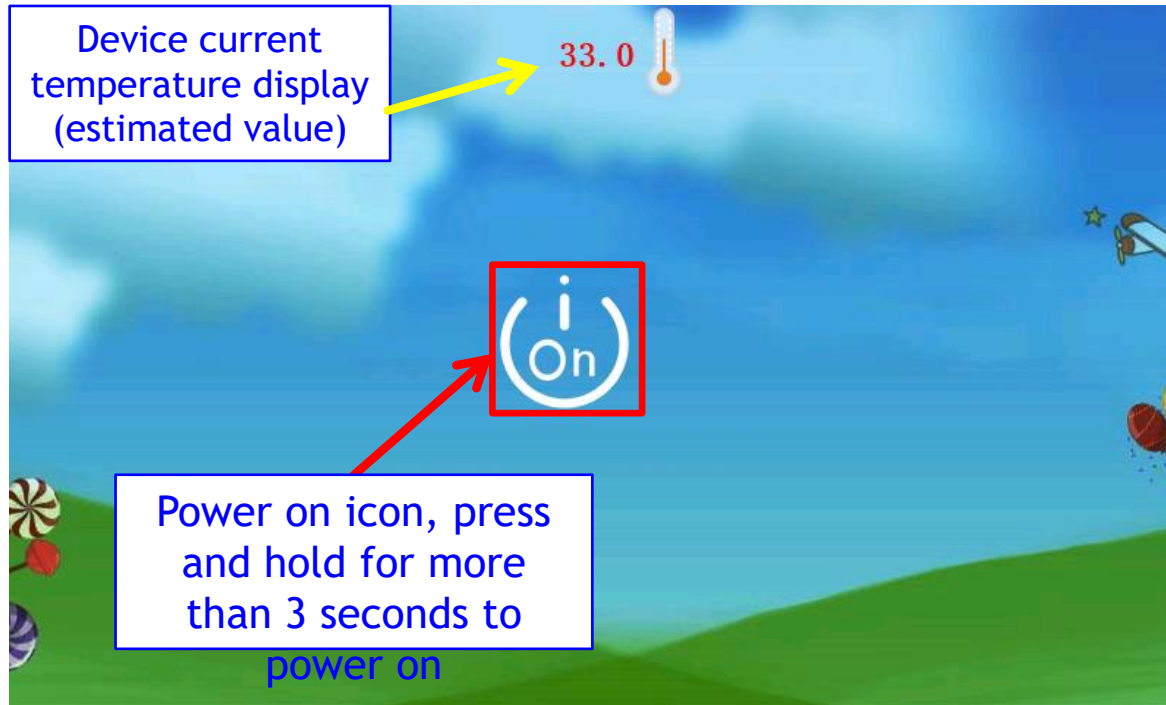 Device current
temperature display
(estimated value)
33. 0
i
On
Power on icon, press
and hold for more
than 3 seconds to
power on